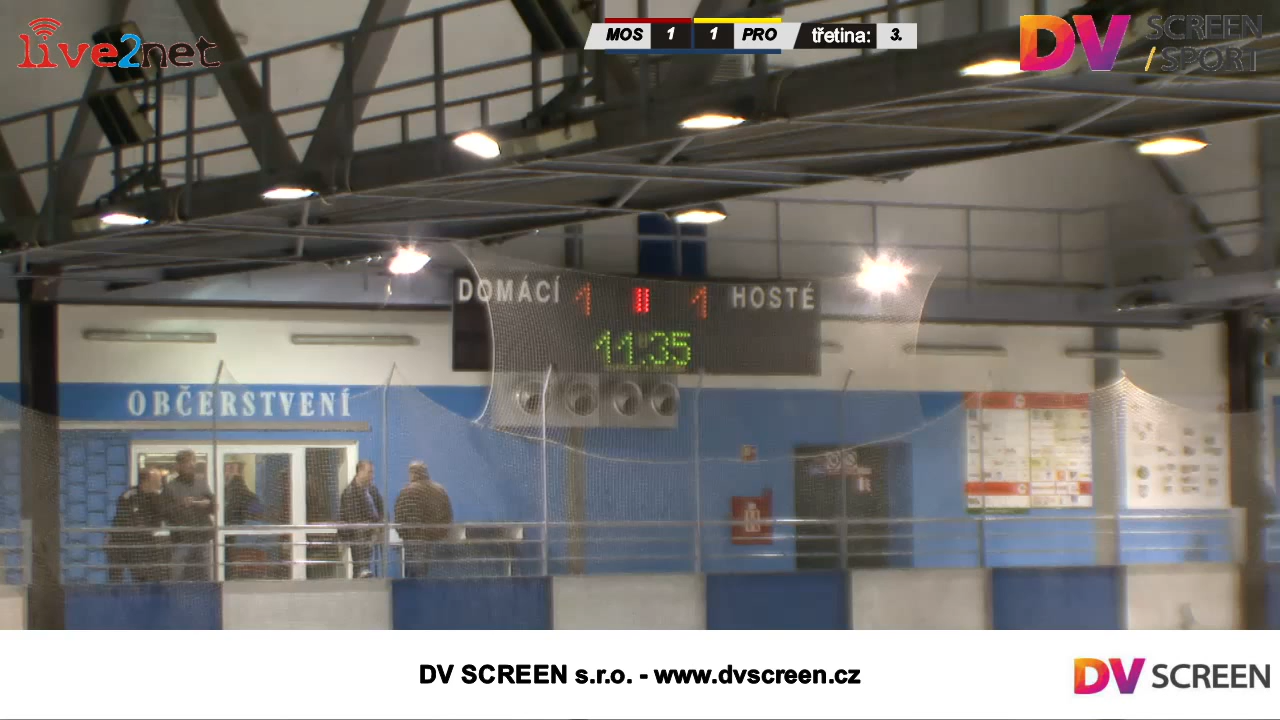 live2net
MOS 1 1 PRO třetina: 3.
DV SCREEN
/SPORT
DOMÁCÍ 1 II 1 HOSTÉ
11:35
OBČERSTVENÍ
DV SCREEN s.r.o. - www.dvscreen.cz
DV SCREEN